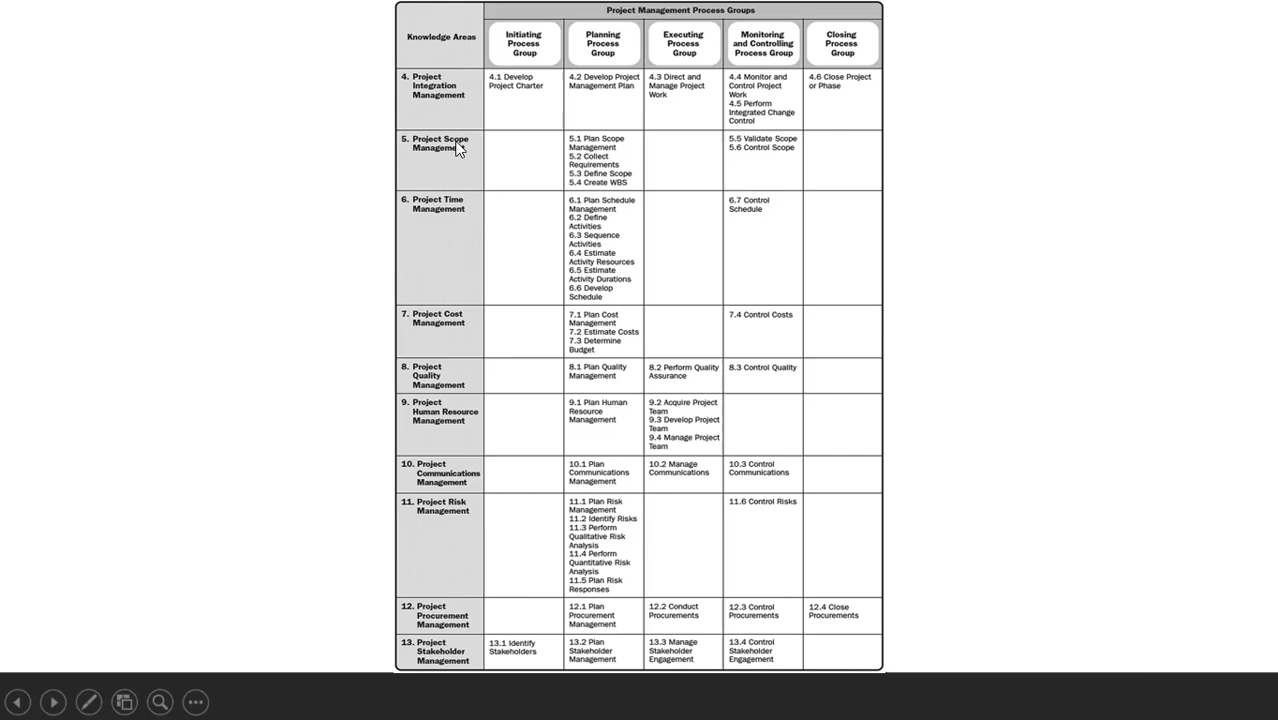 Project Management Process Groups
Knowledge Areas
Initiating
Process
Group
Planning
Process
Group
Executing
Process
Group
Monitoring
and Controlling
Process Group
Closing
Process
Group
4. Project
Integration
Management
4.1 Develop
Project Charter
4.2 Develop Project
Management Plan
4.3 Direct and
Manage Project
Work
4.4 Monitor and
Control Project
Work
4.5 Perform
Integrated Change
Control
4.6 Close Project
or Phase
5. Project Scope
Management
5.1 Plan Scope
Management
5.2 Collect
Requirements
5.3 Define Scope
5.4 Create WBS
5.5 Validate Scope
5.6 Control Scope
6. Project Time
Management
6.1 Plan Schedule
Management
6.2 Define
Activities
6.3 Sequence
Activities
6.4 Estimate
Activity Resources
6.5 Estimate
Activity Durations
6.6 Develop
Schedule
6.7 Control
Schedule
7. Project Cost
Management
7.1 Plan Cost
Management
7.2 Estimate Costs
7.3 Determine
Budget
7.4 Control Costs
8. Project
Quality
Management
8.1 Plan Quality
Management
8.2 Perform Quality
Assurance
8.3 Control Quality
9. Project
Human Resource
Management
9.1 Plan Human
Resource
Management
9.2 Acquire Project
Team
9.3 Develop Project
Team
9.4 Manage Project
Team
10. Project
Communications
Management
10.1 Plan
Communications
Management
10.2 Manage
Communications
10.3 Control
Communications
11. Project Risk
Management
11.1 Plan Risk
Management
11.2 Identify Risks
11.3 Perform
Qualitative Risk
Analysis
11.4 Perform
Quantitative Risk
Analysis
11.5 Plan Risk
Responses
11.6 Control Risks
12. Project
Procurement
Management
12.1 Plan
Procurement
Management
12.2 Conduct
Procurements
12.3 Control
Procurements
12.4 Close
Procurements
13. Project
Stakeholder
Management
13.1 Identify
Stakeholders
13.2 Plan
Stakeholder
Management
13.3 Manage
Stakeholder
Engagement
13.4 Control
Stakeholder
Engagement